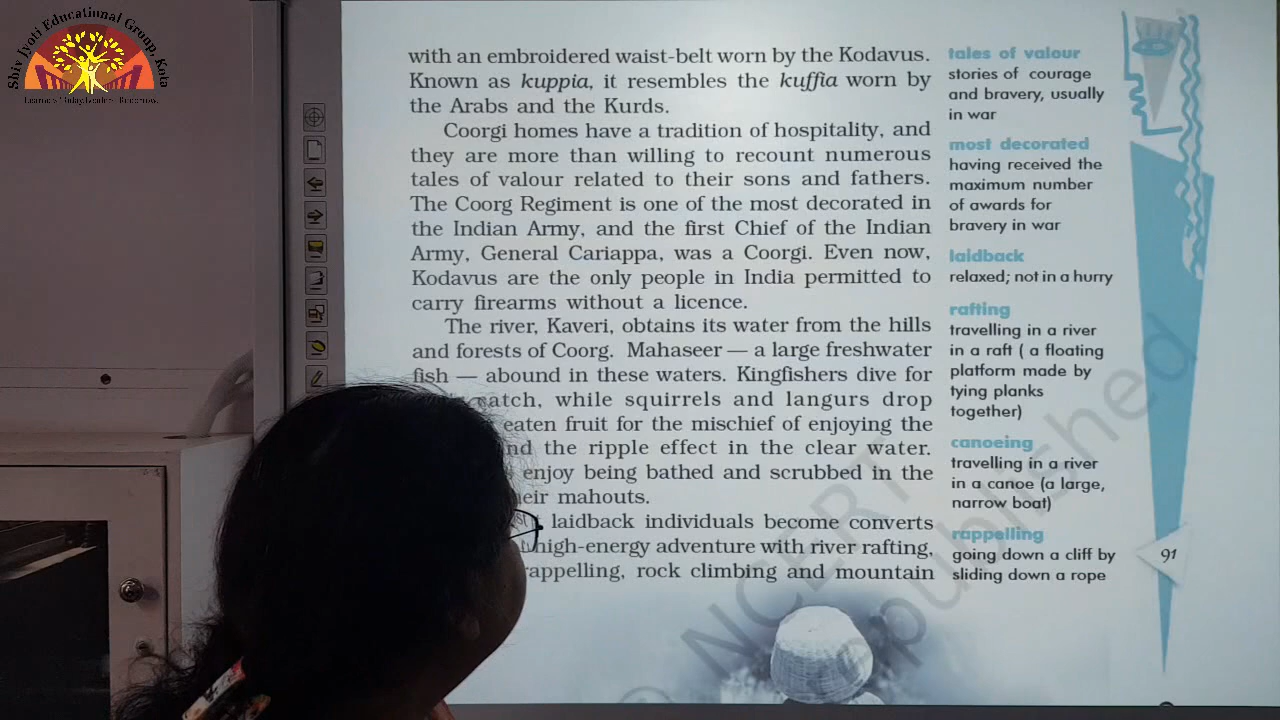 Shiv Jyoti Educational Group, Kota
with an embroidered waist-belt worn by the Kodavus.
Known as kuppia, it resembles the kuffia worn by
the Arabs and the Kurds.
Coorgi homes have a tradition of hospitality, and
they are more than willing to recount numerous
tales of valour related to their sons and fathers.
The Coorg Regiment is one of the most decorated in
the Indian Army, and the first Chief of the Indian
Army, General Cariappa, was a Coorgi. Even now,
Kodavus are the only people in India permitted to
carry firearms without a licence.
The river, Kaveri, obtains its water from the hills
and forests of Coorg. Mahaseer — a large freshwater
fish — abound in these waters. Kingfishers dive for
catch, while squirrels and langurs drop
eaten fruit for the mischief of enjoying the
nd the ripple effect in the clear water.
enjoy being bathed and scrubbed in the
eir mahouts.
laidback individuals become converts
high-energy adventure with river rafting,
rappelling, rock climbing and mountain
tales of valour
stories of courage
and bravery, usually
in war
most decorated
having received the
maximum number
of awards for
bravery in war
laidback
relaxed; not in a hurry
rafting
travelling in a river
in a raft ( a floating
platform made by
tying planks
together)
canoeing
travelling in a river
in a canoe (a large,
narrow boat)
rappelling
going down a cliff by
sliding down a rope
91
© NCERT
published